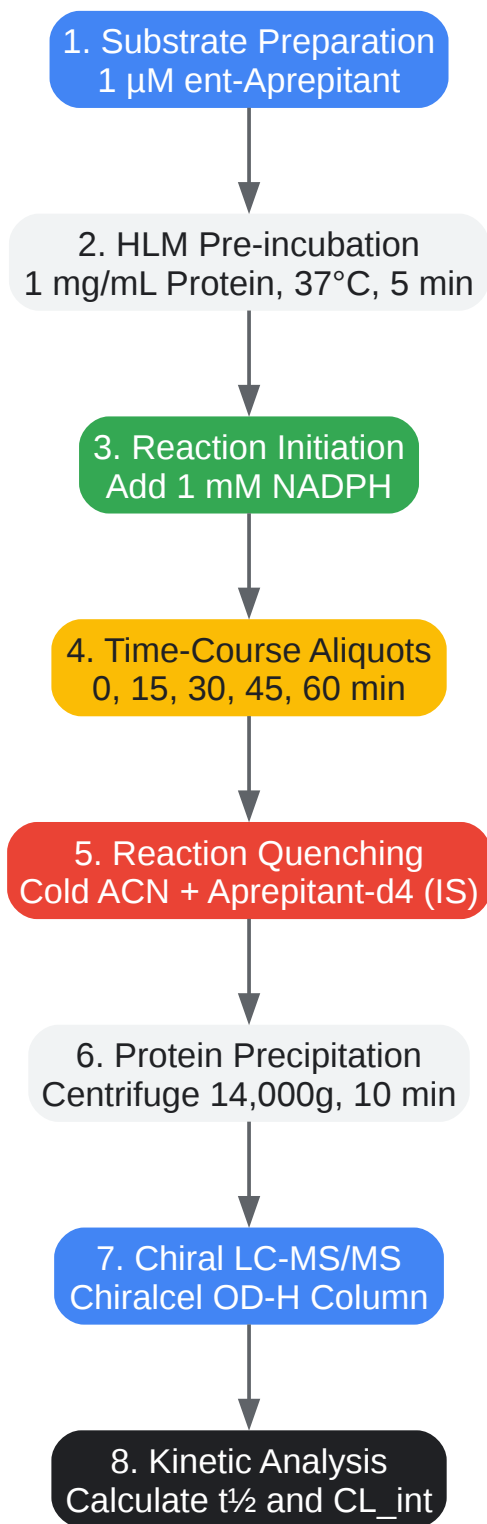 1. Substrate Preparation
1 µM ent-Aprepitant
2. HLM Pre-incubation
1 mg/mL Protein, 37°C, 5 min
3. Reaction Initiation
Add 1 mM NADPH
4. Time-Course Aliquots
0, 15, 30, 45, 60 min
5. Reaction Quenching
Cold ACN + Aprepitant-d4 (IS)
6. Protein Precipitation
Centrifuge 14,000g, 10 min
7. Chiral LC-MS/MS
Chiralcel OD-H Column
8. Kinetic Analysis
Calculate t½ and CL_int